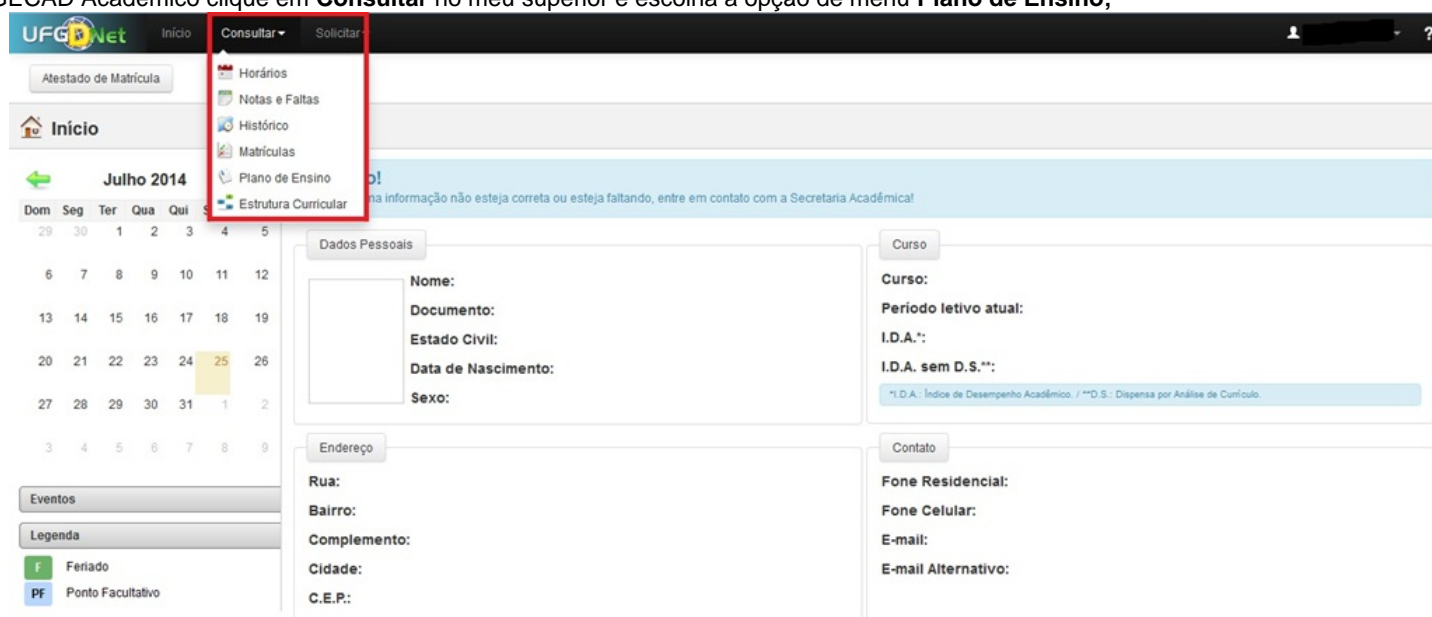 GECAD Acadêmico clique em Consultar no meu superior e escolha a opção de menu Plano de Ensino;
UFGDNet Início Consultar Solicitar ?
Atestado de Matrícula
Horários
Notas e Faltas
Histórico
Matrículas
Plano de Ensino
Estrutura Curricular
Início
Julho 2014
Dom Seg Ter Qua Qui
29 30 1 2 3 4 5
6 7 8 9 10 11 12
13 14 15 16 17 18 19
20 21 22 23 24 25 26
27 28 29 30 31 1 2
3 4 5 6 7 8 9
Eventos
Legenda
F Feriado
PF Ponto Facultativo
informação não esteja correta ou esteja faltando, entre em contato com a Secretaria Acadêmica!
Dados Pessoais
Nome:
Documento:
Estado Civil:
Data de Nascimento:
Sexo:
Curso
Curso:
Período letivo atual:
I.D.A.*:
I.D.A. sem D.S.**:
*I.D.A.: Índice de Desempenho Acadêmico. / **D.S.: Dispensa por Análise de Currículo.
Endereço
Rua:
Bairro:
Complemento:
Cidade:
C.E.P.:
Contato
Fone Residencial:
Fone Celular:
E-mail:
E-mail Alternativo: